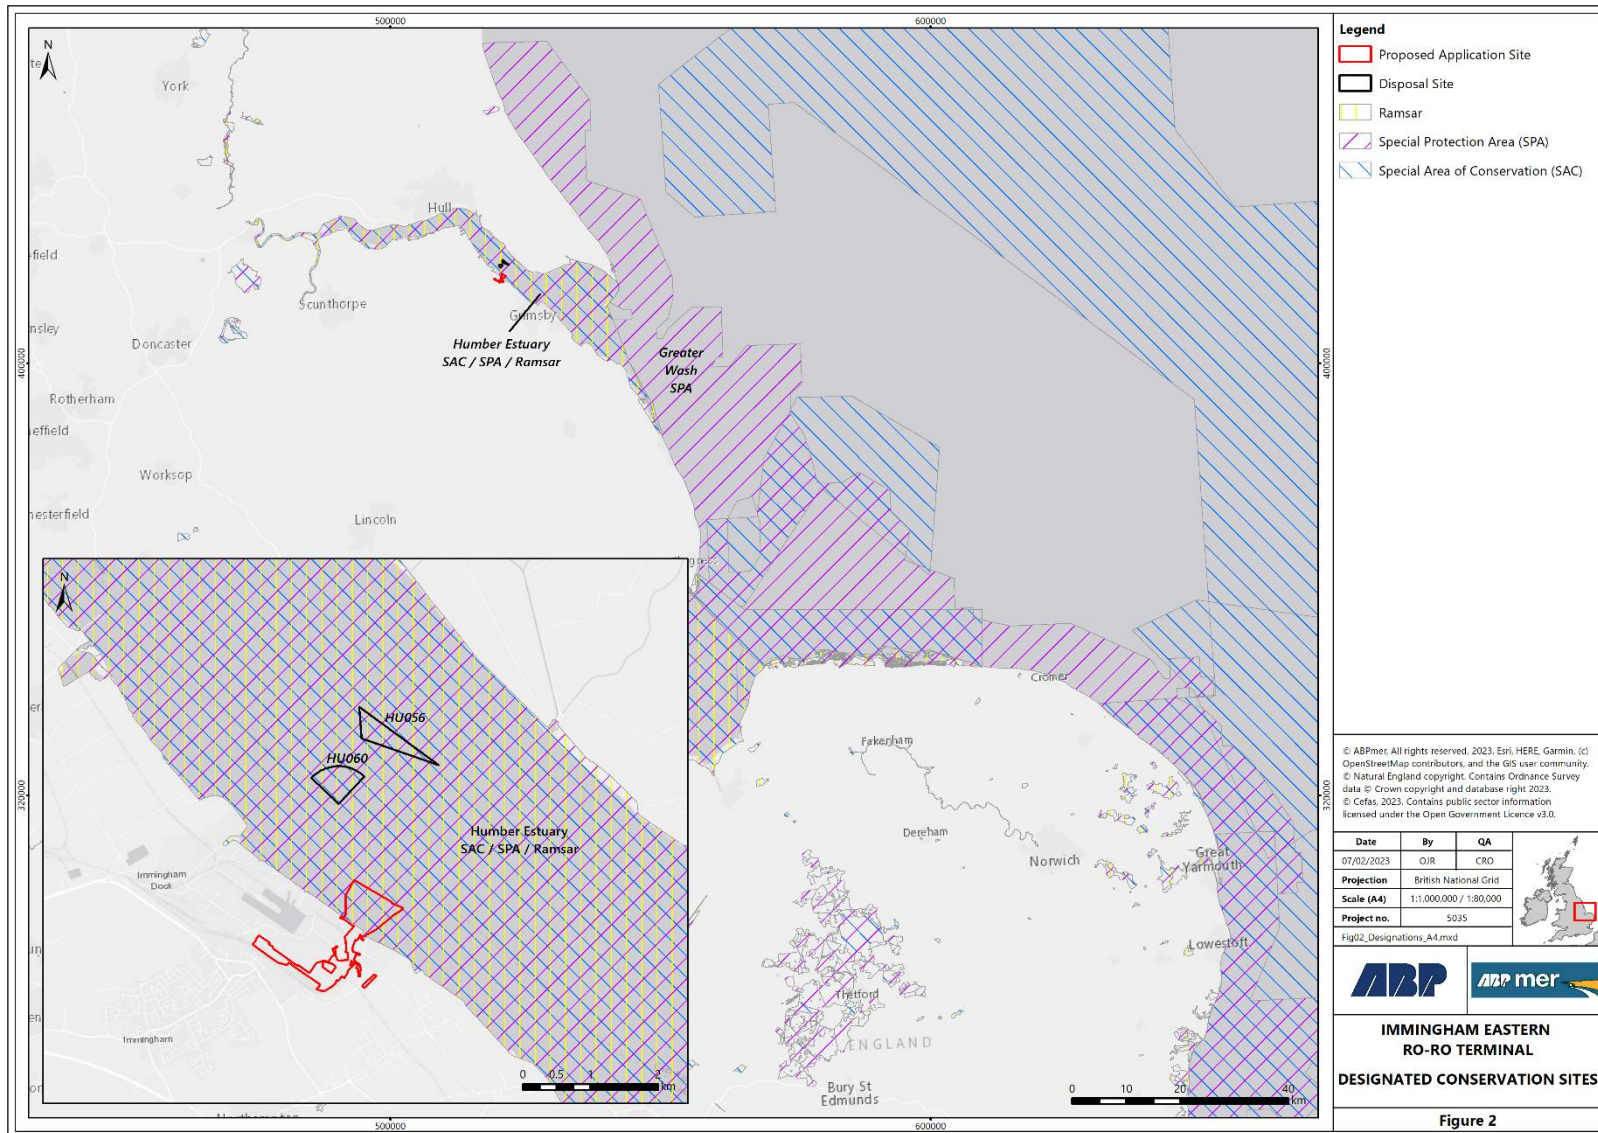 500000
600000
N
York
Hull
efield
Scunthorpe
Grimsby
Humber Estuary
SAC / SPA / Ramsar
Greater
Wash
SPA
Doncaster
400000
400000
Rotherham
Worksop
Lincoln
N
HU056
HU060
Humber Estuary
SAC / SPA / Ramsar
Immingham
Dock
Immingham
0 0.5 1 2
km
Cromer
Fakenham
Dereham
Norwich
Great
Yarmouth
Lowestoft
Thetford
ENGLAND
Bury St
Edmunds
0 10 20 40
km
320000
320000
500000
600000
Legend
Proposed Application Site
Disposal Site
Ramsar
Special Protection Area (SPA)
Special Area of Conservation (SAC)
© ABPmer, All rights reserved, 2023. Esri, HERE, Garmin, (c)
OpenStreetMap contributors, and the GIS user community.
© Natural England copyright. Contains Ordnance Survey
data © Crown copyright and database right 2023.
© Cefas, 2023. Contains public sector information
licensed under the Open Government Licence v3.0.
Date By QA
07/02/2023 OJR CRO
Projection British National Grid
Scale (A4) 1:1,000,000 / 1:80,000
Project no. 5035
Fig02_Designations_A4.mxd
ABP
ABP mer
IMMINGHAM EASTERN
RO-RO TERMINAL
DESIGNATED CONSERVATION SITES
Figure 2